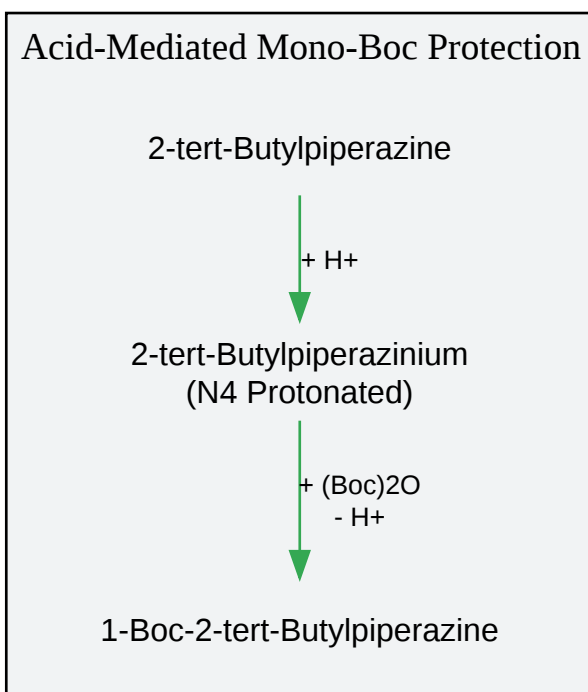 Acid-Mediated Mono-Boc Protection
2-tert-Butylpiperazine
+ H+
2-tert-Butylpiperazinium
(N4 Protonated)
+ (Boc)2O
- H+
1-Boc-2-tert-Butylpiperazine